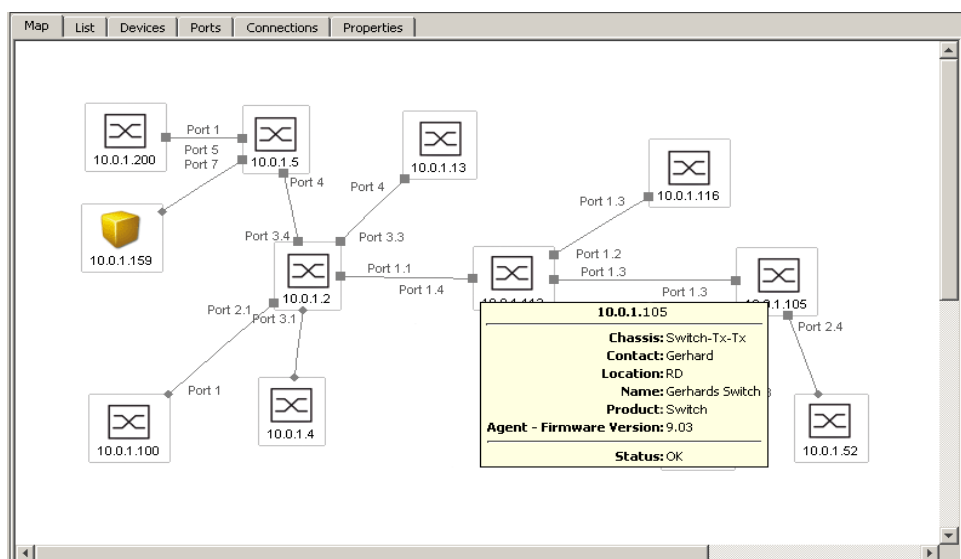 Map List Devices Ports Connections Properties
10.0.1.200
Port 1
10.0.1.5
Port 5
Port 7
Port 4
10.0.1.13
Port 4
10.0.1.159
Port 3.4
Port 3.3
10.0.1.2
Port 1.1
Port 1.4
10.0.1.116
Port 1.3
Port 1.2
Port 1.3
Port 1.3
10.0.1.105
Port 2.1
Port 3.1
Port 2.4
Port 1
10.0.1.100
10.0.1.4
10.0.1.52
10.0.1.105
Chassis: Switch-Tx-Tx
Contact: Gerhard
Location: RD
Name: Gerhards Switch
Product: Switch
Agent - Firmware Version: 9.03
Status: OK